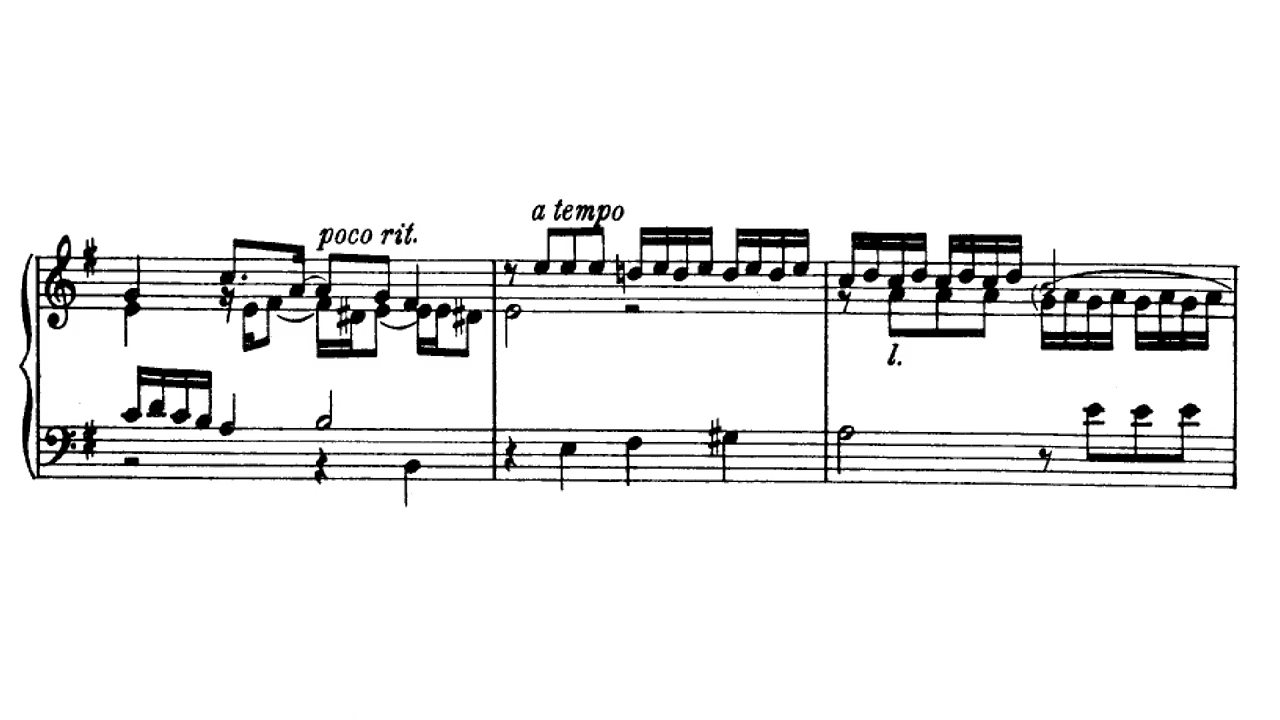 a tempo
poco rit.
l.